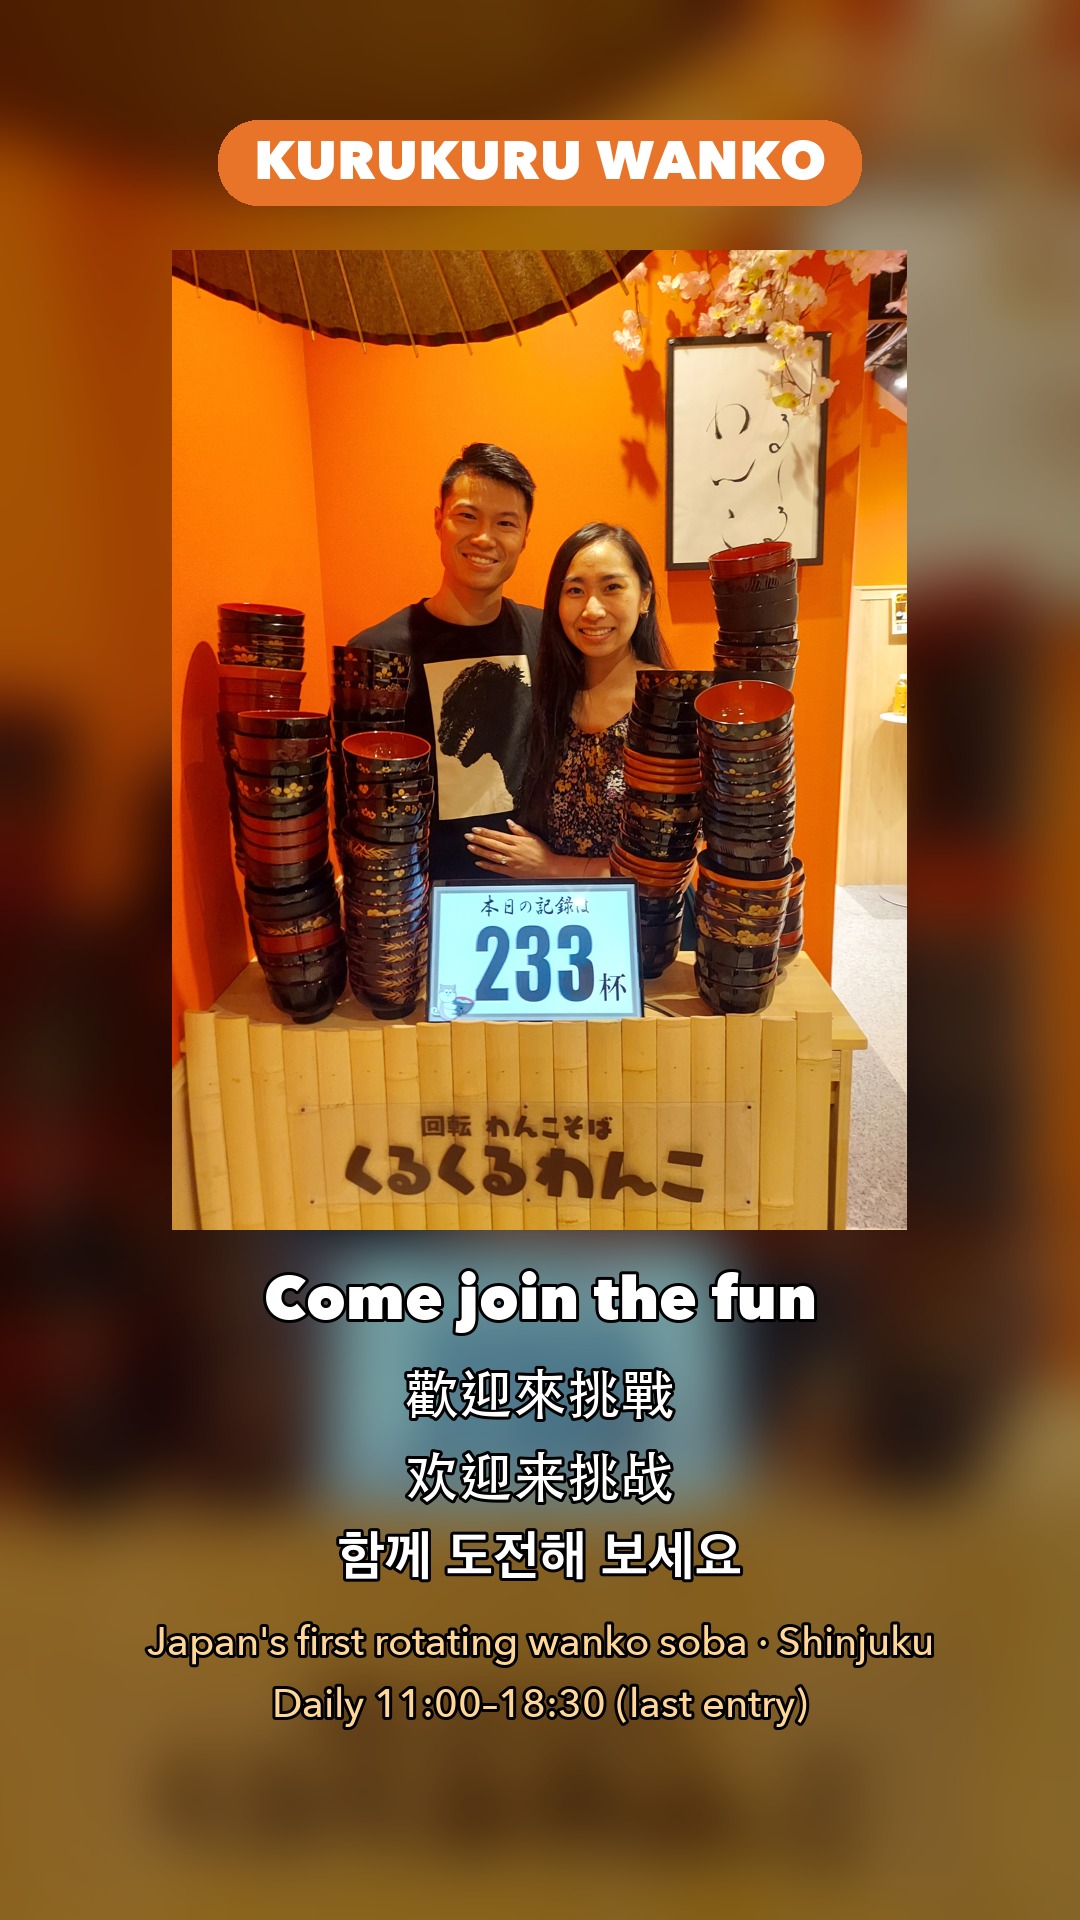 KURUKURU WANKO
本日の記録は
233杯
回転 わんこそば
くるくるわんこ
Come join the fun
歡迎來挑戰
欢迎来挑战
함께 도전해 보세요
Japan's first rotating wanko soba · Shinjuku
Daily 11:00–18:30 (last entry)